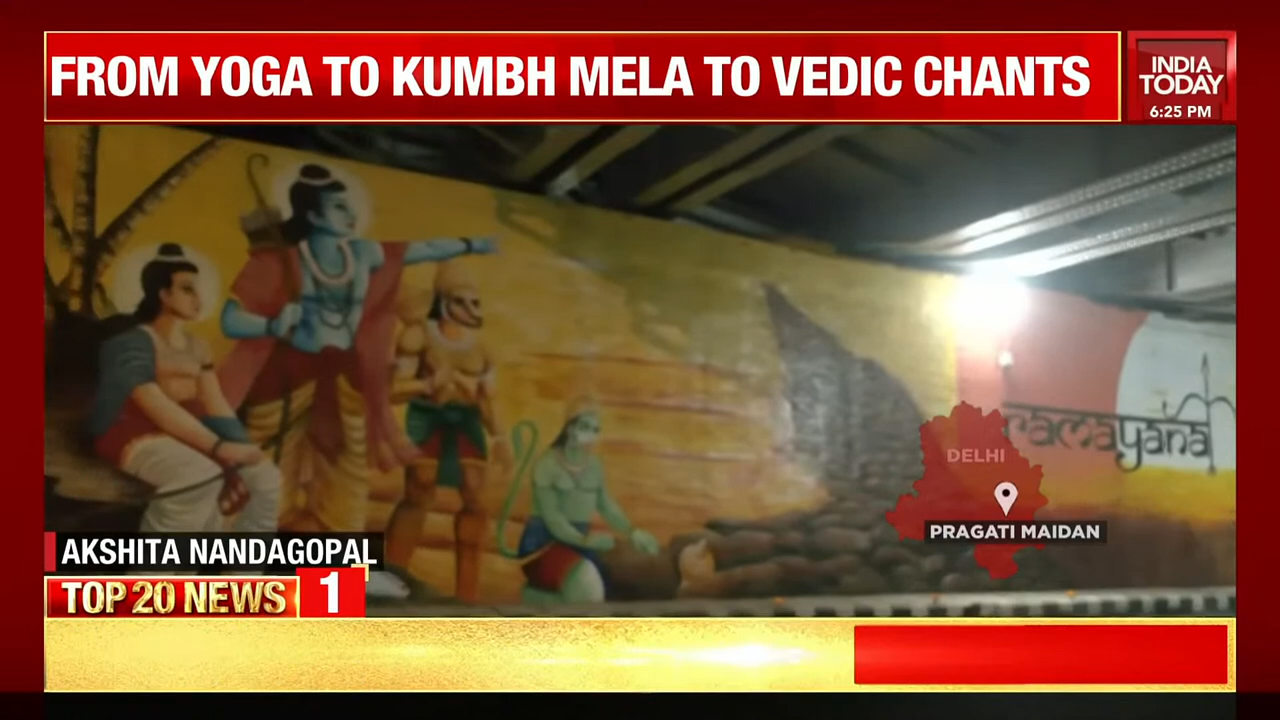 FROM YOGA TO KUMBH MELA TO VEDIC CHANTS
INDIA
TODAY
6:25 PM
ramayana
DELHI
PRAGATI MAIDAN
AKSHITA NANDAGOPAL
TOP 20 NEWS
1